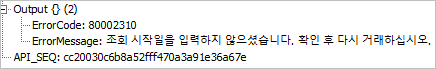 Output {} (2)
ErrorCode: 80002310
ErrorMessage: 조회 시작일을 입력하지 않으셨습니다. 확인 후 다시 거래하십시오.
API_SEQ: cc20030c6b8a52fff470a3a91e36a67e